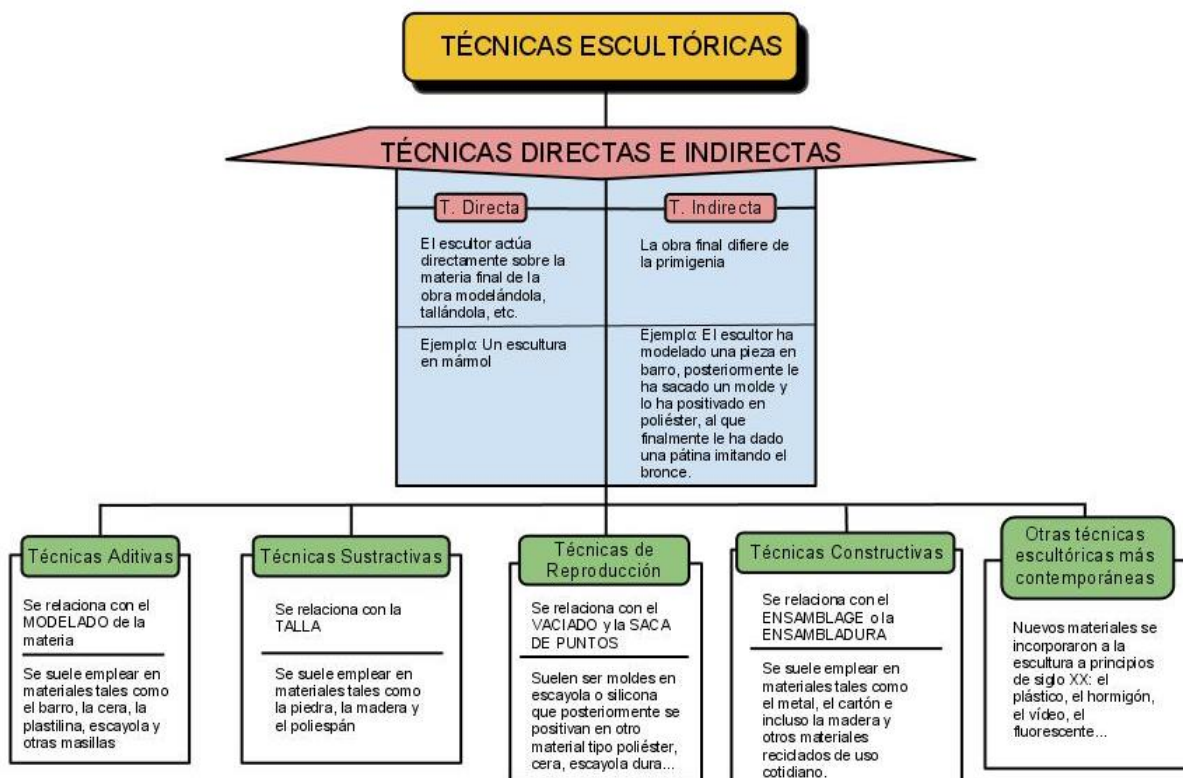 TÉCNICAS ESCULTÓRICAS
TÉCNICAS DIRECTAS E INDIRECTAS
T. Directa
El escultor actúa
directamente sobre la
materia final de la
obra modelándola,
tallándola, etc.
Ejemplo: Un escultura
en mármol
T. Indirecta
La obra final difiere de
la primigenia
Ejemplo: El escultor ha
modelado una pieza en
barro, posteriormente le
ha sacado un molde y
lo ha positivado en
poliéster, al que
finalmente le ha dado
una pátina imitando el
bronce.
Técnicas Aditivas
Se relaciona con el
MODELADO de la
materia
Se suele emplear en
materiales tales como
el barro, la cera, la
plastilina, escayola y
otras masillas
Técnicas Sustractivas
Se relaciona con la
TALLA
Se suele emplear en
materiales tales como
la piedra, la madera y
el poliespán
Técnicas de
Reproducción
Se relaciona con el
VACIADO y la SACA
DE PUNTOS
Suelen ser moldes en
escayola o silicona
que posteriormente se
positivan en otro
material tipo poliéster,
cera, escayola dura...
Técnicas Constructivas
Se relaciona con el
ENSAMBLAGE o la
ENSAMBLADURA
Se suele emplear en
materiales tales como
el metal, el cartón e
incluso la madera y
otros materiales
reciclados de uso
cotidiano.
Otras técnicas
escultóricas más
contemporáneas
Nuevos materiales se
incorporaron a la
escultura a principios
de siglo XX: el
plástico, el hormigón,
el vídeo, el
fluorescente...